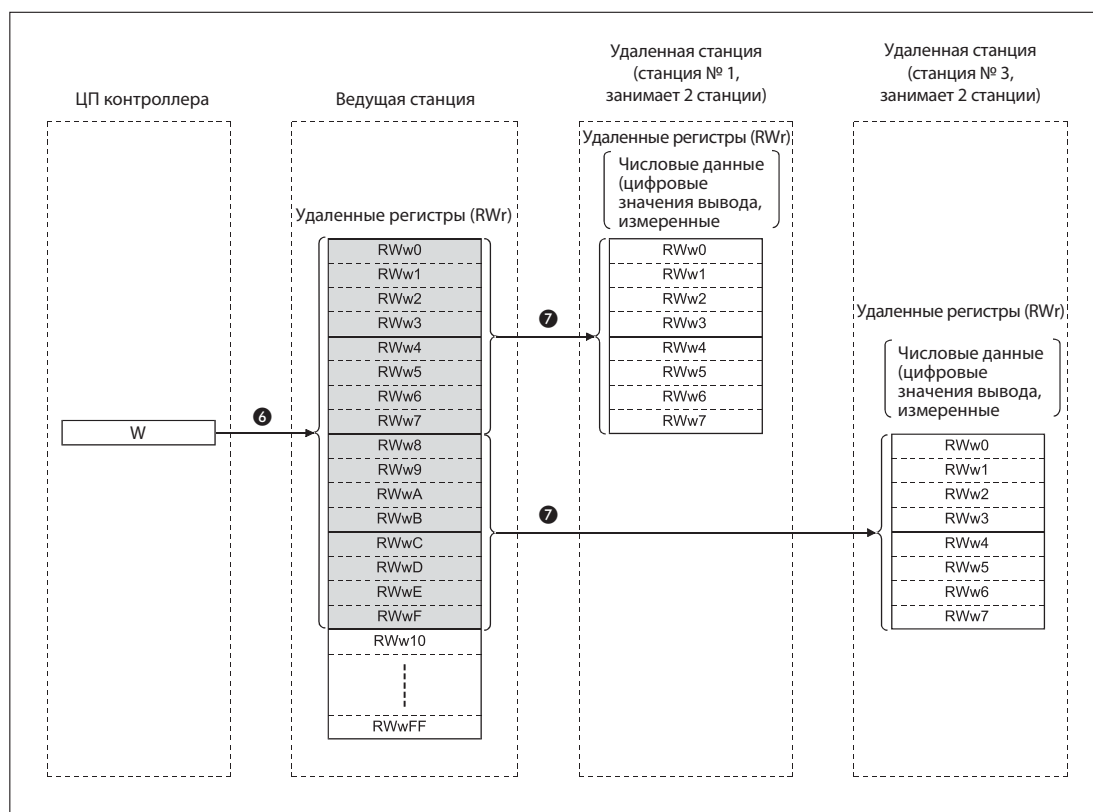 ЦП контроллера
W
❻
Ведущая станция
Удаленные регистры (RWr)
RWw0
RWw1
RWw2
RWw3
RWw4
RWw5
RWw6
RWw7
RWw8
RWw9
RWwA
RWwB
RWwC
RWwD
RWwE
RWwF
RWw10
RWwFF
❼
❼
Удаленная станция
(станция № 1,
занимает 2 станции)
Удаленные регистры (RWr)
Числовые данные
(цифровые
значения вывода,
измеренные
RWw0
RWw1
RWw2
RWw3
RWw4
RWw5
RWw6
RWw7
Удаленная станция
(станция № 3,
занимает 2 станции)
Удаленные регистры (RWr)
Числовые данные
(цифровые
значения вывода,
измеренные
RWw0
RWw1
RWw2
RWw3
RWw4
RWw5
RWw6
RWw7